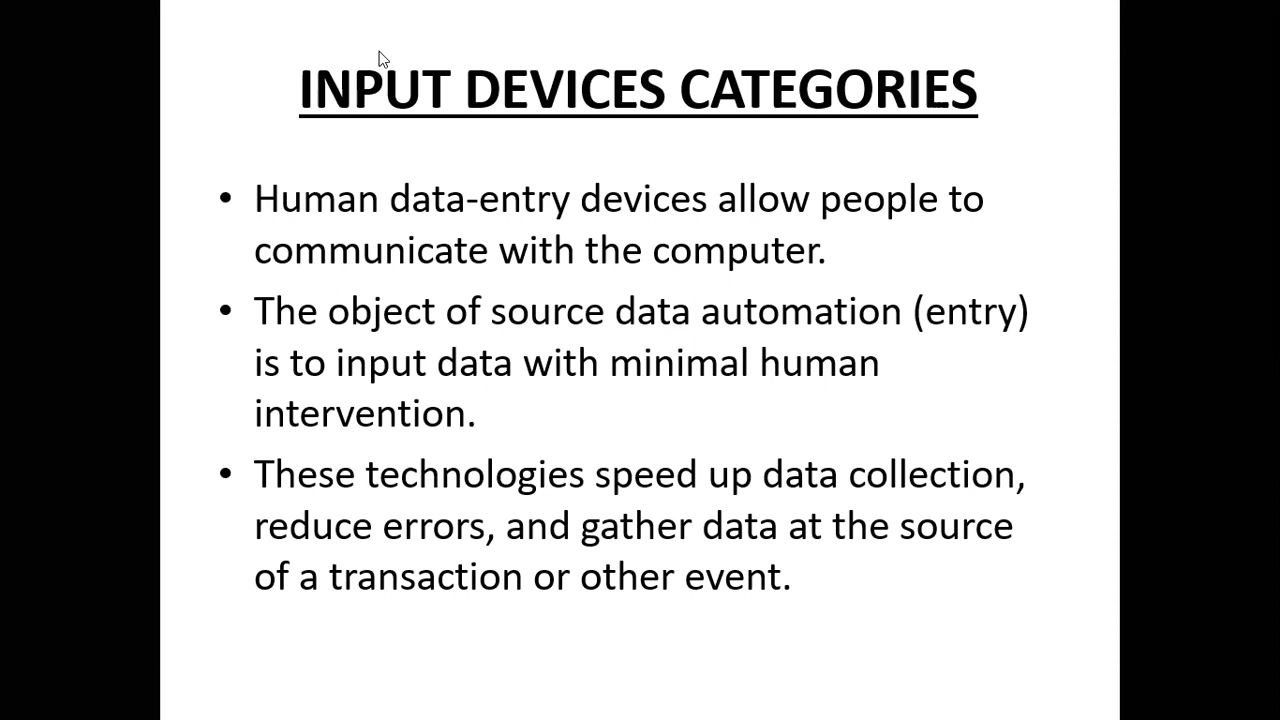 INPUT DEVICES CATEGORIES
• Human data-entry devices allow people to
communicate with the computer.
• The object of source data automation (entry)
is to input data with minimal human
intervention.
• These technologies speed up data collection,
reduce errors, and gather data at the source
of a transaction or other event.